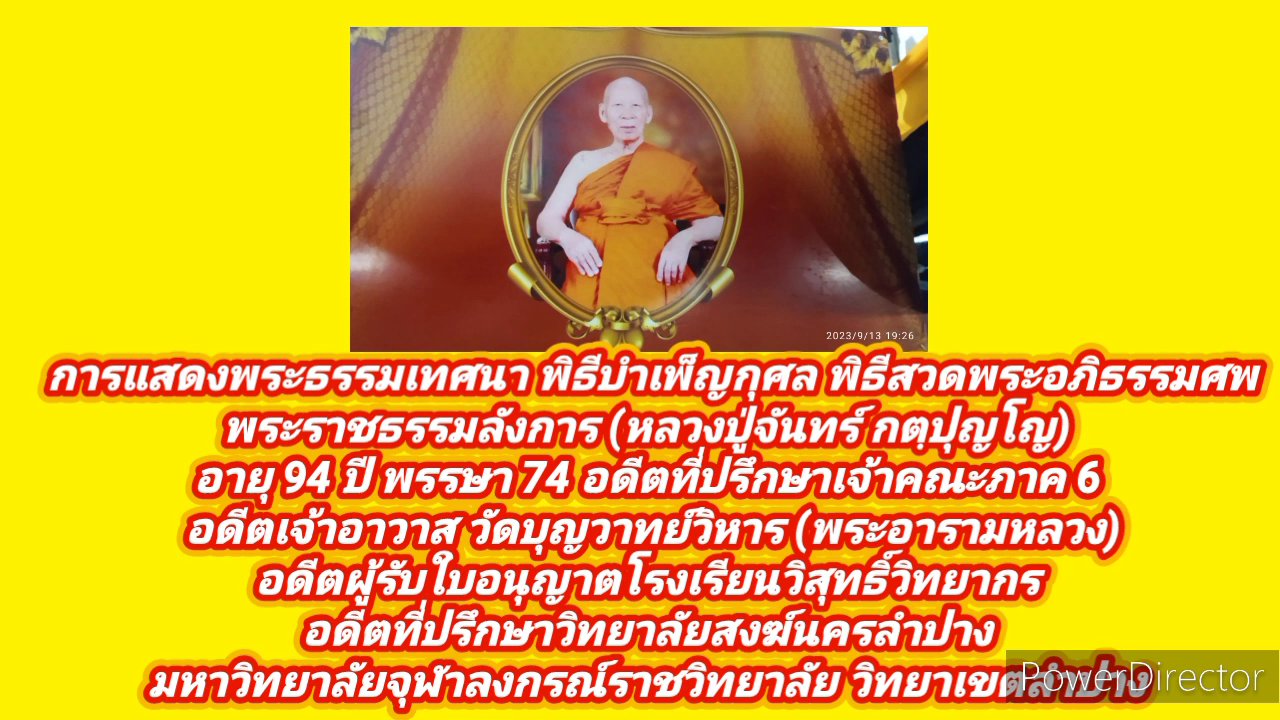 2023/9/13 19:26
การแสดงพระธรรมเทศนา พิธีบำเพ็ญกุศล พิธีสวดพระอภิธรรมศพ
พระราชธรรมลังการ (หลวงปู่จันทร์ กตฺปุญฺโญ)
อายุ 94 ปี พรรษา 74 อดีตที่ปรึกษาเจ้าคณะภาค 6
อดีตเจ้าอาวาส วัดบุญวาทย์วิหาร (พระอารามหลวง)
อดีตผู้รับใบอนุญาตโรงเรียนวิสุทธิ์วิทยากร
อดีตที่ปรึกษาวิทยาลัยสงฆ์นครลำปาง
มหาวิทยาลัยจุฬาลงกรณ์ราชวิทยาลัย วิทยาเขตลำปาง
PowerDirector